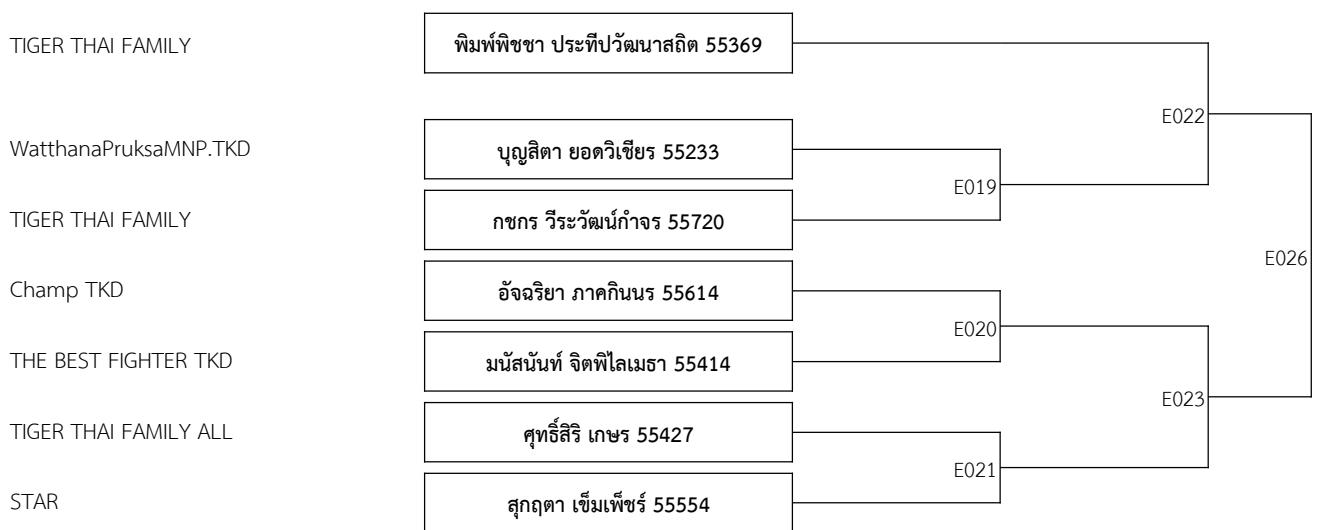 TIGER THAI FAMILY พิมพ์พิชชา ประทีปวัฒนาสถิต 55369
E022
WatthanaPruksaMNP.TKD บุญสิตา ยอดวิเชียร 55233
E019
TIGER THAI FAMILY กชกร วีระวัฒน์กำจร 55720
E026
Champ TKD อัจฉริยา ภาคกินนร 55614
E020
THE BEST FIGHTER TKD มนัสนันท์ จิตพิไลเมธา 55414
E023
TIGER THAI FAMILY ALL ศุทธิ์สิริ เกษร 55427
E021
STAR สุกฤตา เข็มเพ็ชร์ 55554